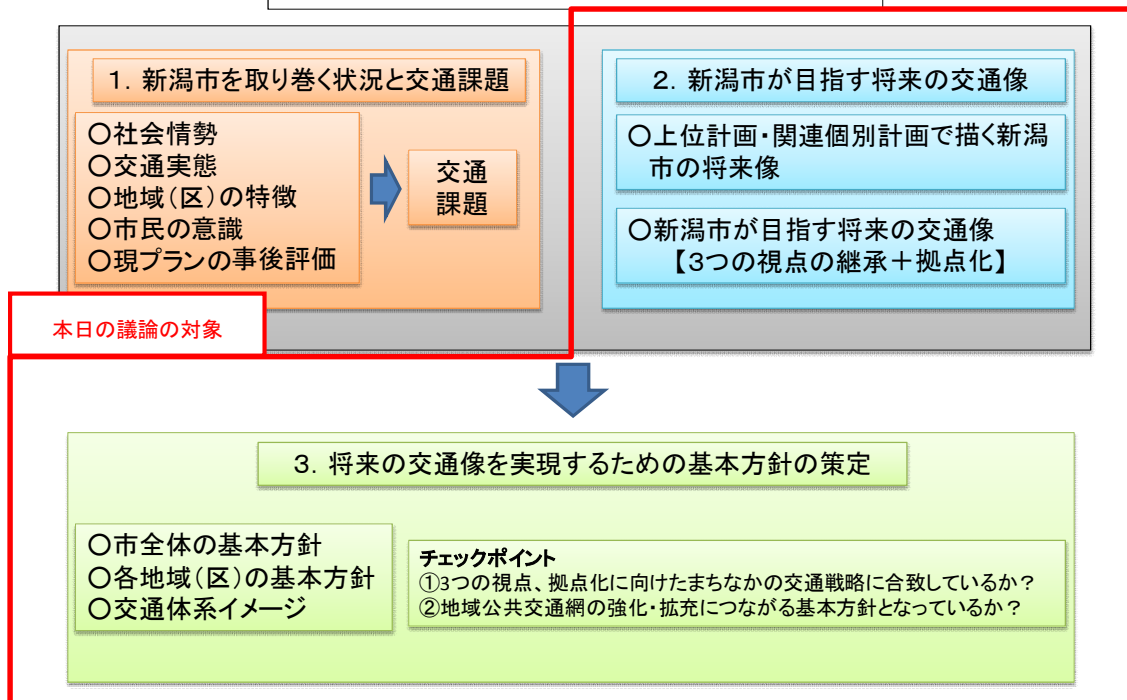 1．新潟市を取り巻く状況と交通課題
○社会情勢
○交通実態
○地域(区)の特徴
○市民の意識
○現プランの事後評価
交通
課題
2．新潟市が目指す将来の交通像
○上位計画・関連個別計画で描く新潟
市の将来像
○新潟市が目指す将来の交通像
【3つの視点の継承＋拠点化】
本日の議論の対象
3．将来の交通像を実現するための基本方針の策定
○市全体の基本方針
○各地域(区)の基本方針
○交通体系イメージ
チェックポイント
①3つの視点、拠点化に向けたまちなかの交通戦略に合致しているか？
②地域公共交通網の強化・拡充につながる基本方針となっているか？